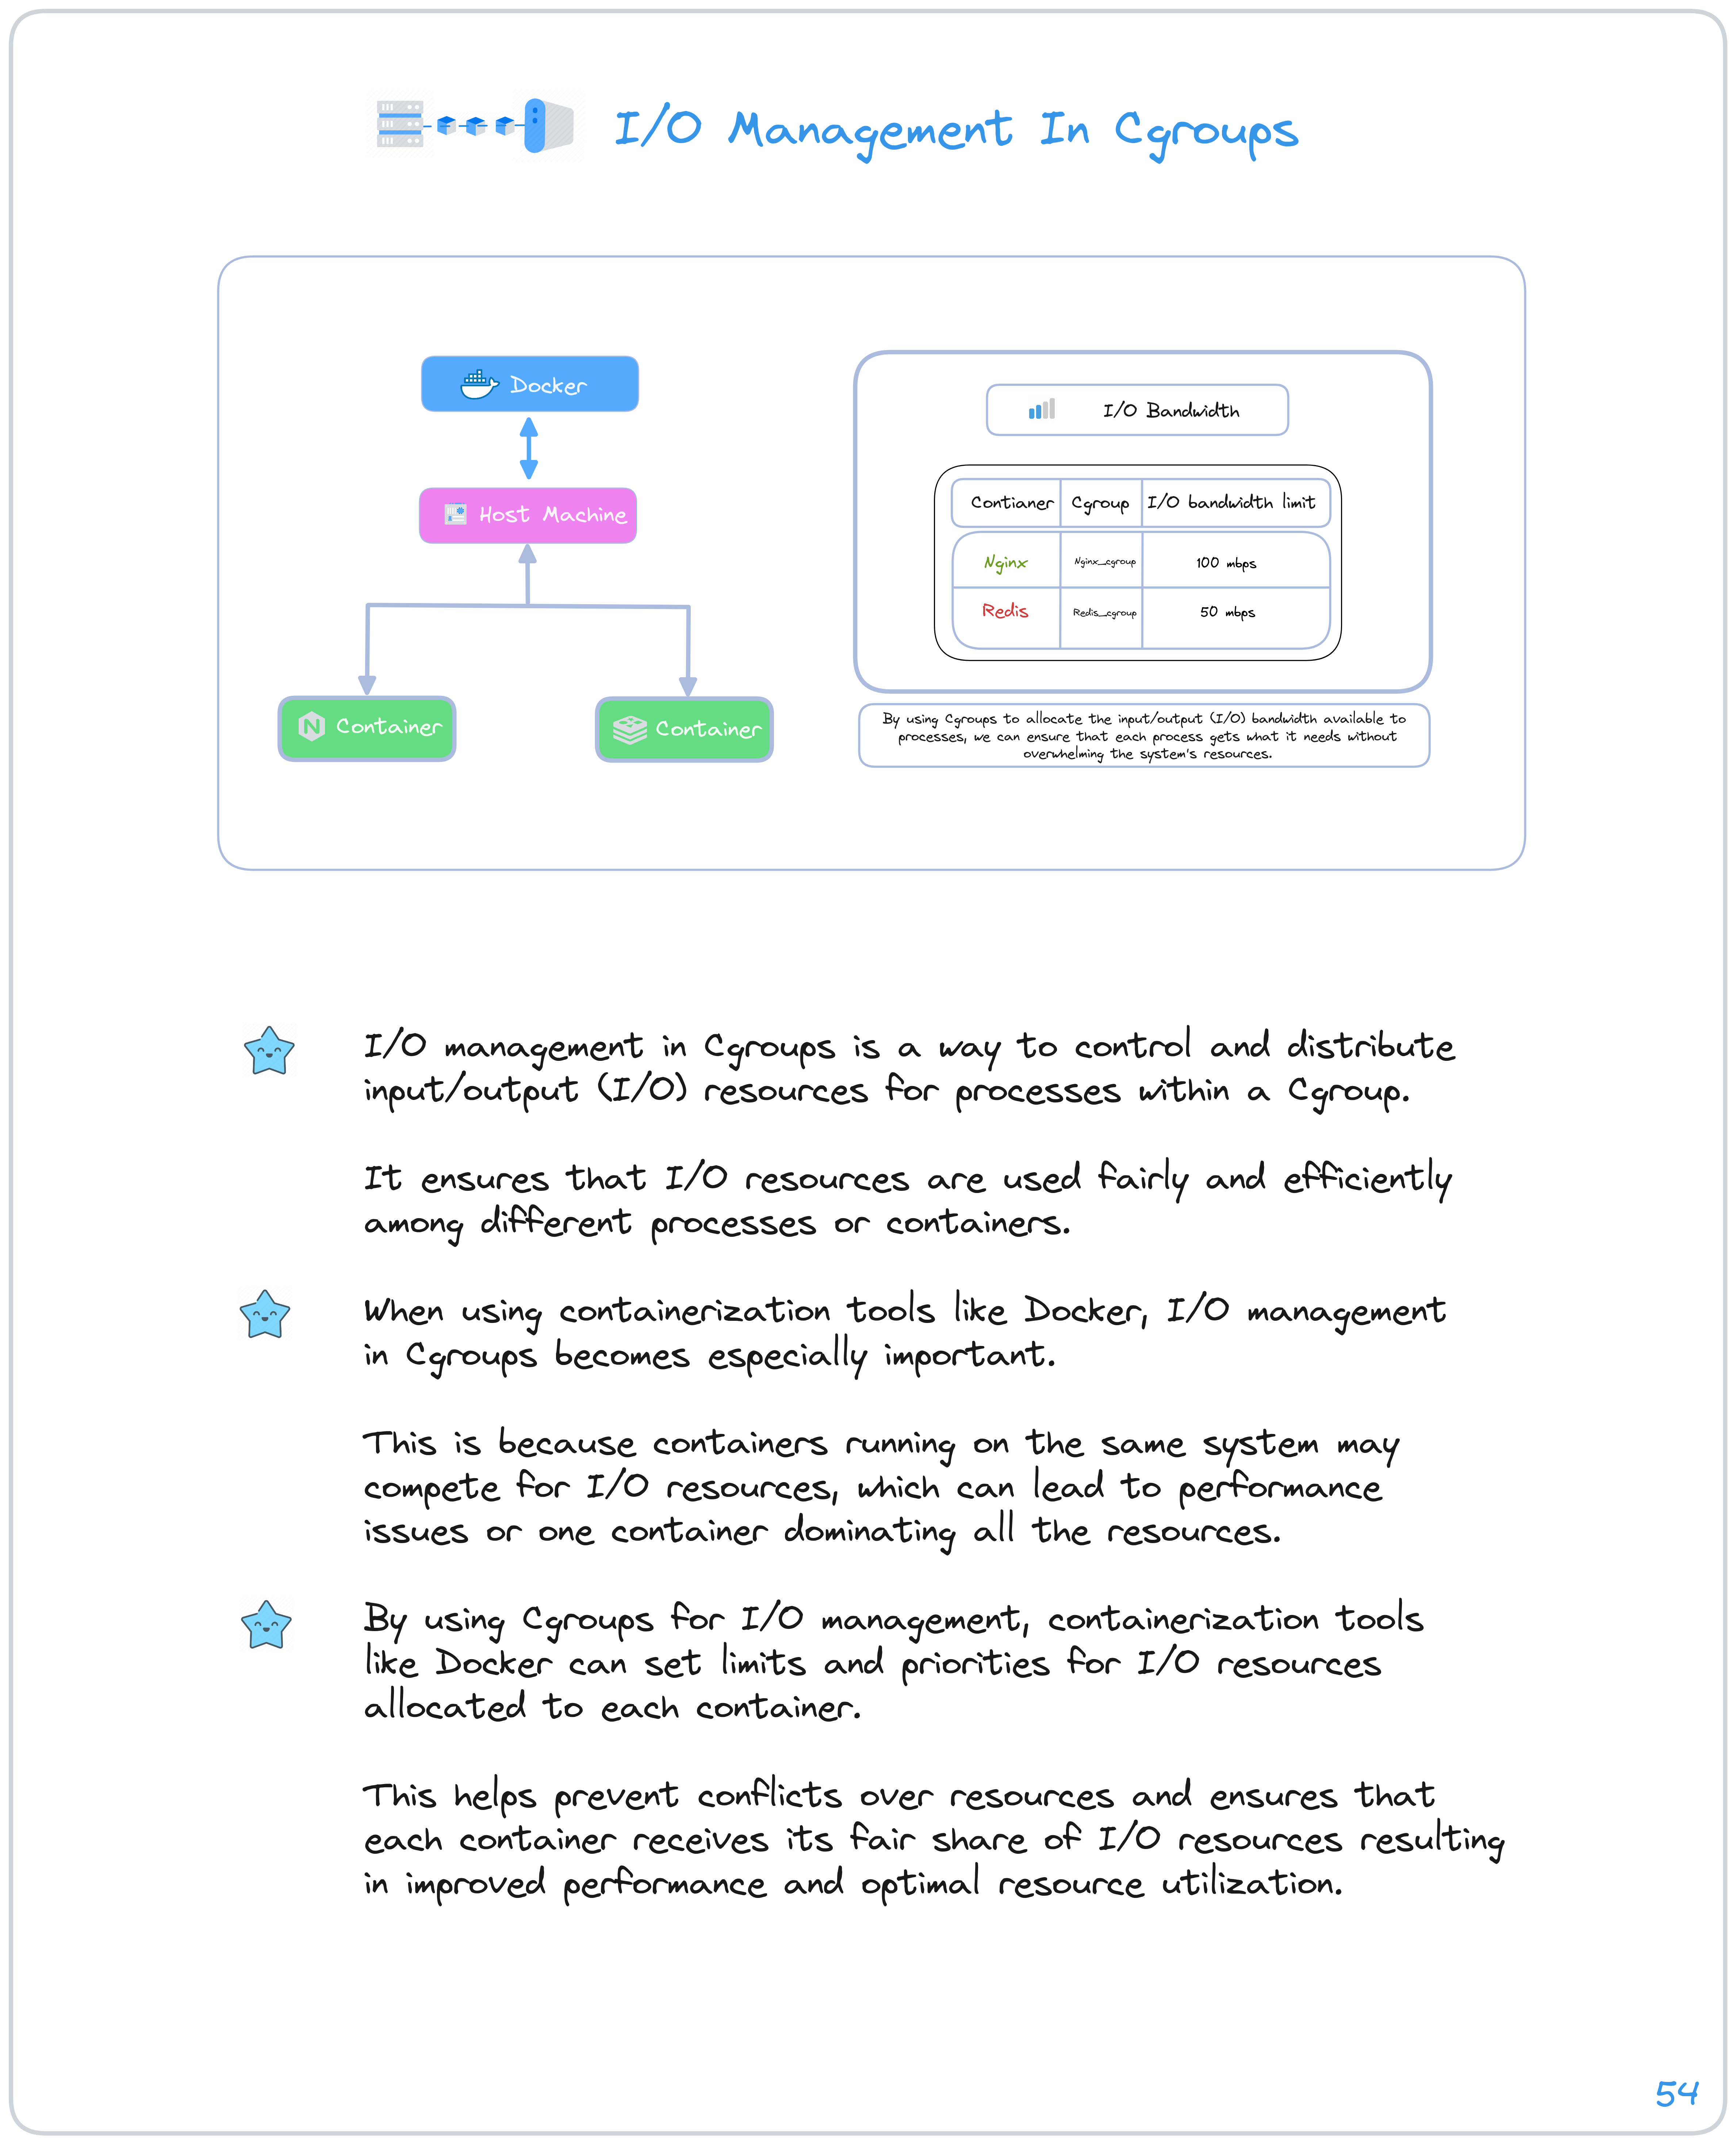 I/O Management In Cgroups
Docker
Host Machine
Container
Container
I/O Bandwidth
Contianer Cgroup I/O bandwidth limit
Nginx Nginx_cgroup 100 mbps
Redis Redis_cgroup 50 mbps
By using Cgroups to allocate the input/output (I/O) bandwidth available to
processes, we can ensure that each process gets what it needs without
overwhelming the system's resources.
I/O management in Cgroups is a way to control and distribute
input/output (I/O) resources for processes within a Cgroup.
It ensures that I/O resources are used fairly and efficiently
among different processes or containers.
When using containerization tools like Docker, I/O management
in Cgroups becomes especially important.
This is because containers running on the same system may
compete for I/O resources, which can lead to performance
issues or one container dominating all the resources.
By using Cgroups for I/O management, containerization tools
like Docker can set limits and priorities for I/O resources
allocated to each container.
This helps prevent conflicts over resources and ensures that
each container receives its fair share of I/O resources resulting
in improved performance and optimal resource utilization.
54